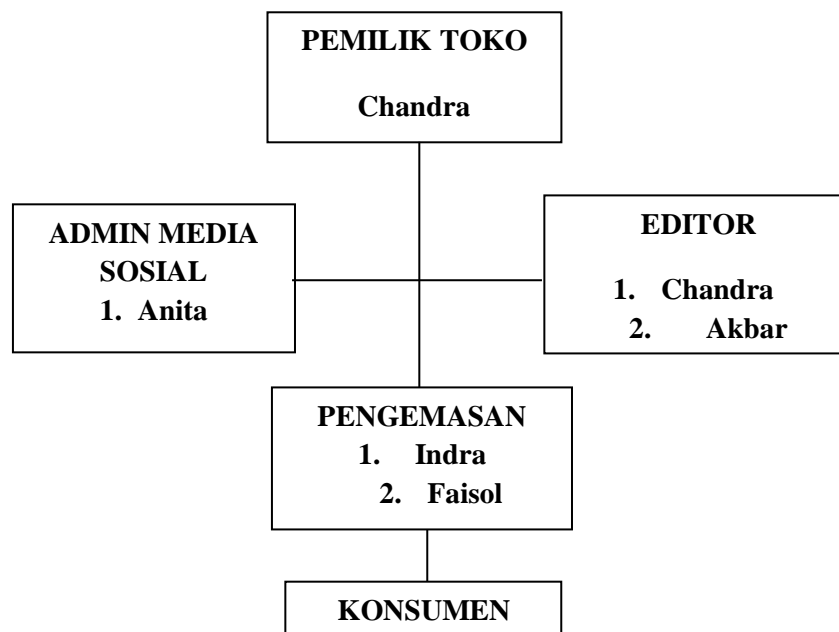 PEMILIK TOKO
Chandra
ADMIN MEDIA
SOSIAL
1. Anita
EDITOR
1. Chandra
2. Akbar
PENGEMASAN
1. Indra
2. Faisol
KONSUMEN